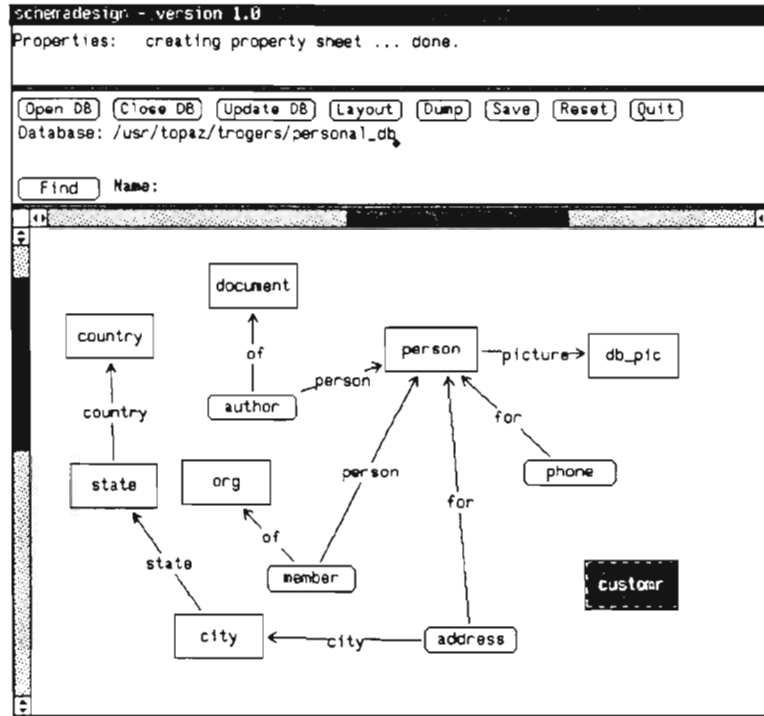 schemadesign - version 1.0
Properties: creating property sheet ... done.
Open DB Close DB Update DB Layout Dump Save Reset Quit
Database: /usr/topaz/trogers/personal_db
Find Name:
document
country
person
db_pic
of
picture
person
author
country
for
person
phone
state
org
for
of
state
member
customr
city
city
address